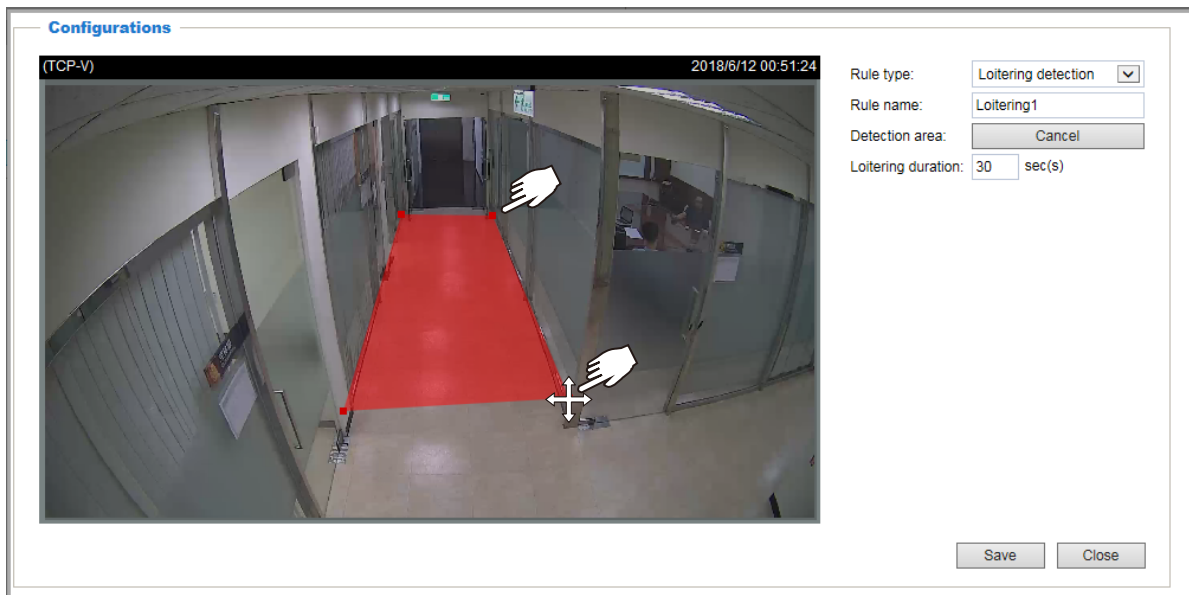 Configurations
(TCP-V) 2018/6/12 00:51:24
Rule type: Loitering detection
Rule name: Loitering1
Detection area: Cancel
Loitering duration: 30 sec(s)
Save Close